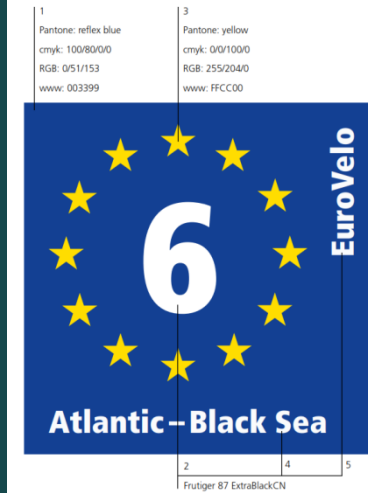 1
Pantone: reflex blue
cmyk: 100/80/0/0
RGB: 0/51/153
www: 003399
3
Pantone: yellow
cmyk: 0/0/100/0
RGB: 255/204/0
www: FFCC00
EuroVelo
6
Atlantic–Black Sea
2
4
5
Frutiger 87 ExtraBlackCN